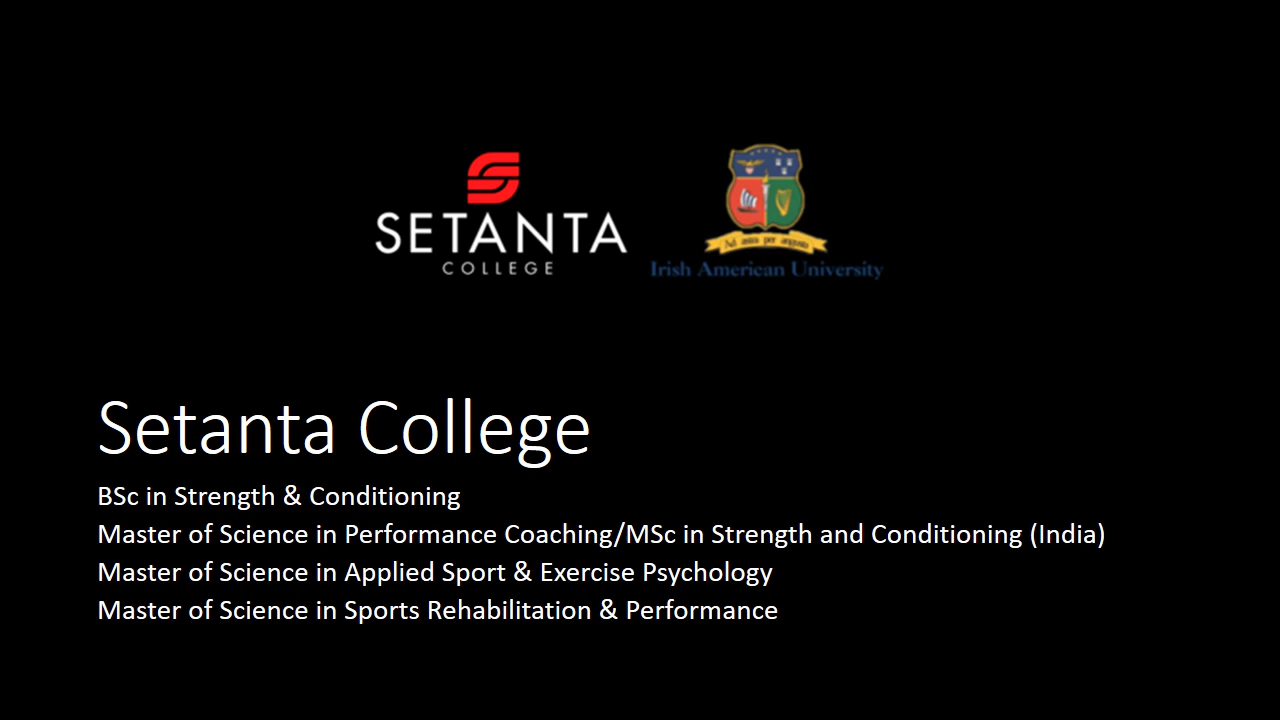 SETANTA
COLLEGE
Ad astra per angusta
Irish American University
Setanta College
BSc in Strength & Conditioning
Master of Science in Performance Coaching/MSc in Strength and Conditioning (India)
Master of Science in Applied Sport & Exercise Psychology
Master of Science in Sports Rehabilitation & Performance